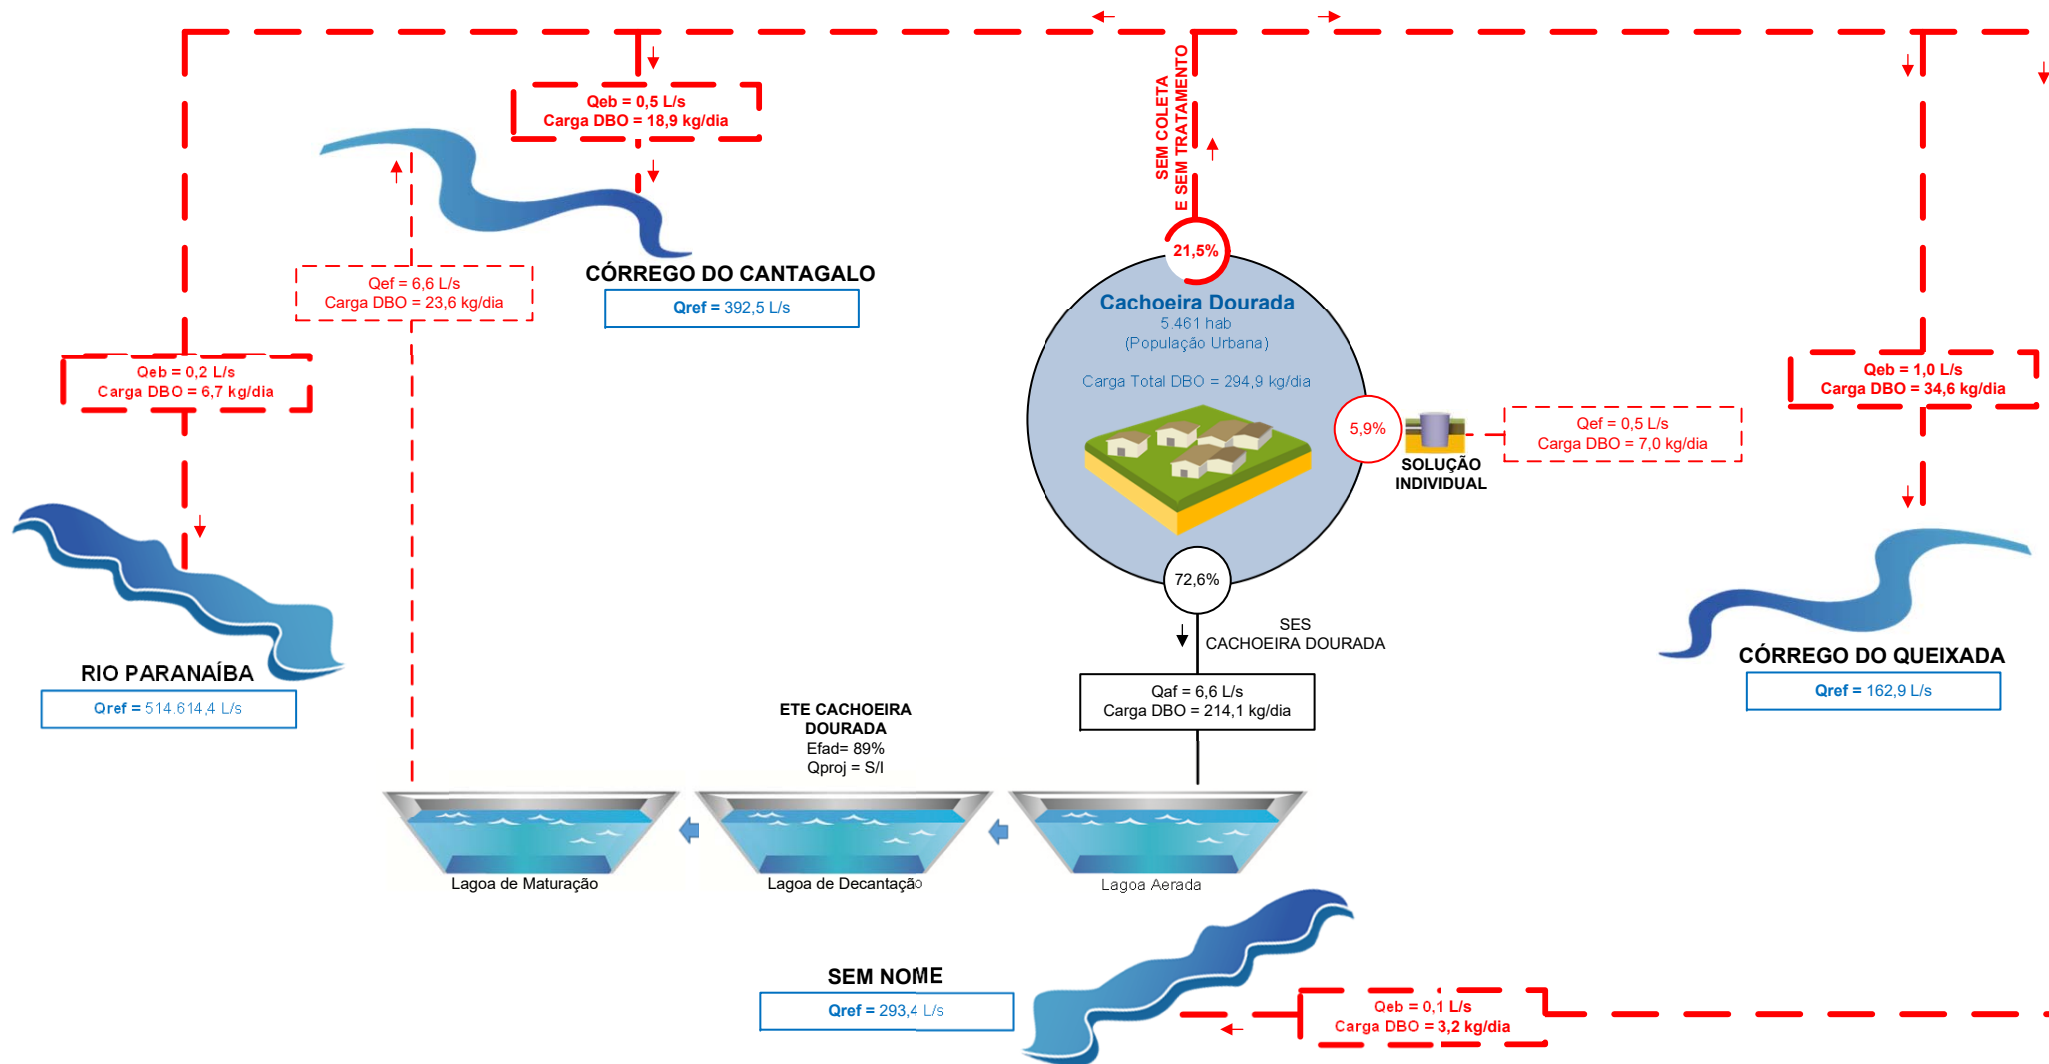 SEM COLETA
E SEM TRATAMENTO
Qeb = 0,5 L/s
Carga DBO = 18,9 kg/dia
21,5%
Qef = 6,6 L/s
Carga DBO = 23,6 kg/dia
CÓRREGO DO CANTAGALO
Qref = 392,5 L/s
Cachoeira Dourada
5.461 hab
(População Urbana)
Carga Total DBO = 294,9 kg/dia
Qeb = 0,2 L/s
Carga DBO = 6,7 kg/dia
Qeb = 1,0 L/s
Carga DBO = 34,6 kg/dia
5,9%
SOLUÇÃO
INDIVIDUAL
Qef = 0,5 L/s
Carga DBO = 7,0 kg/dia
72,6%
SES
CACHOEIRA DOURADA
RIO PARANAÍBA
Qref = 514.614,4 L/s
CÓRREGO DO QUEIXADA
Qref = 162,9 L/s
Qaf = 6,6 L/s
Carga DBO = 214,1 kg/dia
ETE CACHOEIRA
DOURADA
Efad= 89%
Qproj = S/I
Lagoa de Maturação
Lagoa de Decantação
Lagoa Aerada
SEM NOME
Qref = 293,4 L/s
Qeb = 0,1 L/s
Carga DBO = 3,2 kg/dia